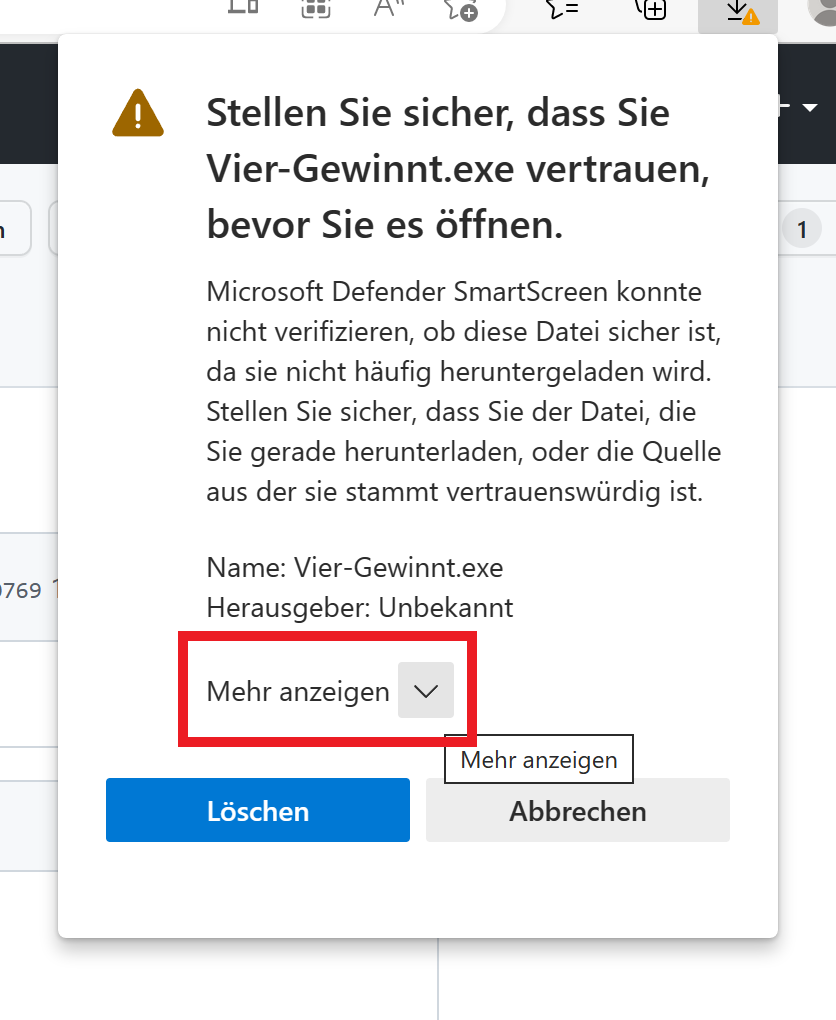 Stellen Sie sicher, dass Sie
Vier-Gewinnt.exe vertrauen,
bevor Sie es öffnen.
1
Microsoft Defender SmartScreen konnte
nicht verifizieren, ob diese Datei sicher ist,
da sie nicht häufig heruntergeladen wird.
Stellen Sie sicher, dass Sie der Datei, die
Sie gerade herunterladen, oder die Quelle
aus der sie stammt vertrauenswürdig ist.
Name: Vier-Gewinnt.exe
769
Herausgeber: Unbekannt
Mehr anzeigen
Mehr anzeigen
Löschen
Abbrechen